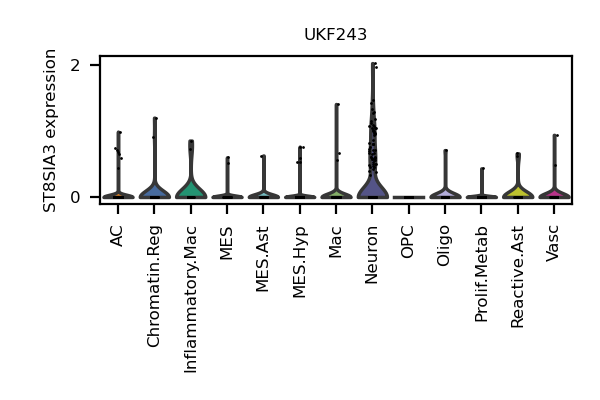 UKF243
ST8SIA3 expression
2
0
AC
Chromatin.Reg
Inflammatory.Mac
MES
MES.Ast
MES.Hyp
Mac
Neuron
OPC
Oligo
Prolif.Metab
Reactive.Ast
Vasc